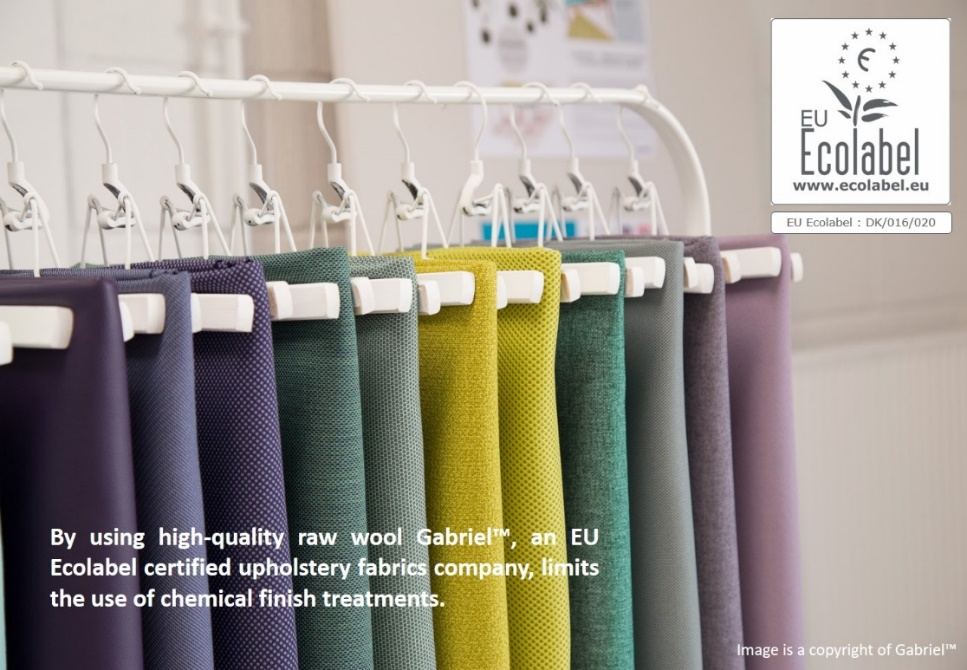 EU
Ecolabel
www.ecolabel.eu
EU Ecolabel : DK/016/020
By using high-quality raw wool Gabriel™, an EU
Ecolabel certified upholstery fabrics company, limits
the use of chemical finish treatments.
Image is a copyright of Gabriel™